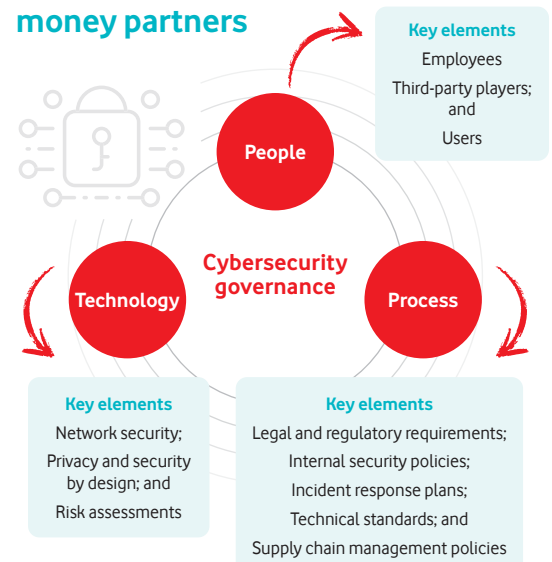 money partners
Key elements
Employees
Third-party players;
and
Users
People
Cybersecurity
governance
Technology
Process
Key elements
Network security;
Privacy and security
by design; and
Risk assessments
Key elements
Legal and regulatory requirements;
Internal security policies;
Incident response plans;
Technical standards; and
Supply chain management policies